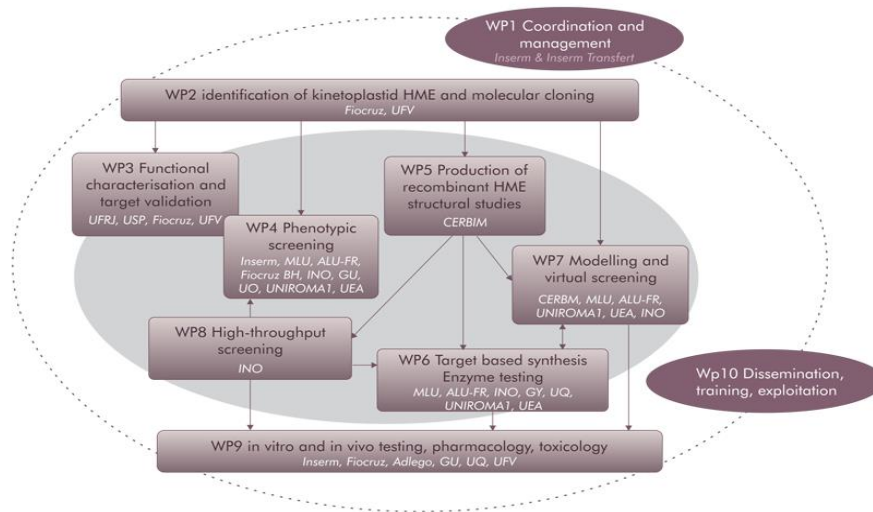 WP1 Coordination and
management
Inserm & Inserm Transfert
WP2 identification of kinetoplastid HME and molecular cloning
Fiocruz, UFV
WP3 Functional
characterisation and
target validation
UFRJ, USP, Fiocruz, UFV
WP5 Production of
recombinant HME
structural studies
CERBIM
WP4 Phenotypic
screening
Inserm, MLU, ALU-FR,
Fiocruz BH, INO, GU,
UO, UNIROMA1, UEA
WP7 Modelling and
virtual screening
CERBM, MLU, ALU-FR,
UNIROMA1, UEA, INO
WP8 High-throughput
screening
INO
WP6 Target based synthesis
Enzyme testing
MLU, ALU-FR, INO, GY, UQ,
UNIROMA1, UEA
Wp10 Dissemination,
training, exploitation
WP9 in vitro and in vivo testing, pharmacology, toxicology
Inserm, Fiocruz, Adlego, GU, UQ, UFV